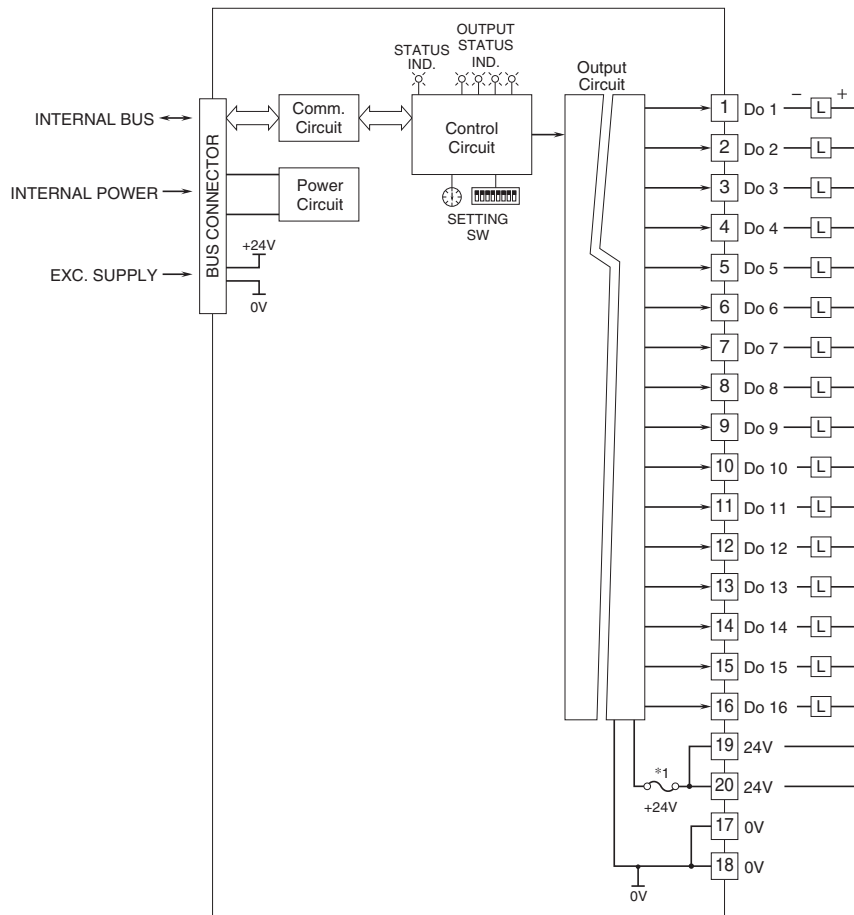 STATUS
IND.
OUTPUT
STATUS
IND.
Output
Circuit
INTERNAL BUS
INTERNAL POWER
EXC. SUPPLY
BUS CONNECTOR
Comm.
Circuit
Power
Circuit
+24V
0V
Control
Circuit
SETTING
SW
− +
1 Do 1 L
2 Do 2 L
3 Do 3 L
4 Do 4 L
5 Do 5 L
6 Do 6 L
7 Do 7 L
8 Do 8 L
9 Do 9 L
10 Do 10 L
11 Do 11 L
12 Do 12 L
13 Do 13 L
14 Do 14 L
15 Do 15 L
16 Do 16 L
19 24V
*1
+24V
20 24V
17 0V
18 0V
0V